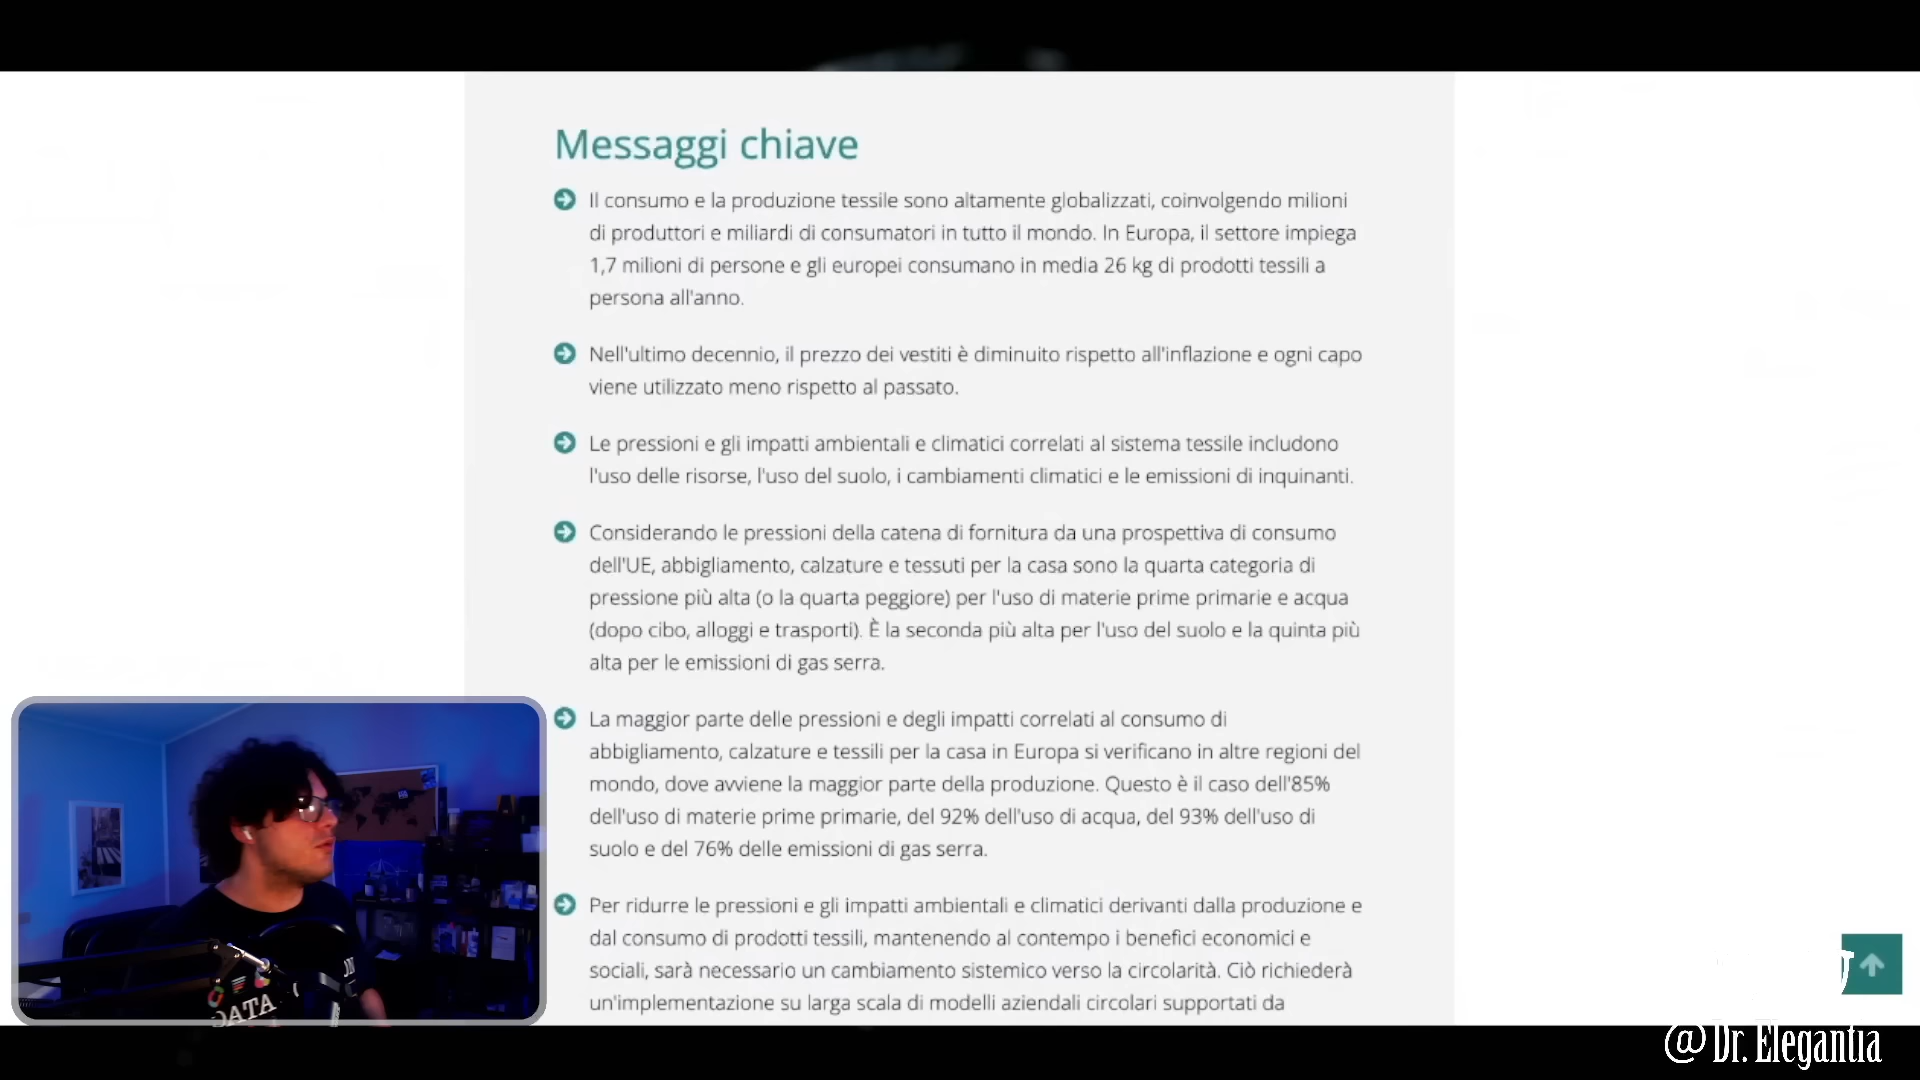 Messaggi chiave
Il consumo e la produzione tessile sono altamente globalizzati, coinvolgendo milioni
di produttori e miliardi di consumatori in tutto il mondo. In Europa, il settore impiega
1,7 milioni di persone e gli europei consumano in media 26 kg di prodotti tessili a
persona all'anno.
Nell'ultimo decennio, il prezzo dei vestiti è diminuito rispetto all'inflazione e ogni capo
viene utilizzato meno rispetto al passato.
Le pressioni e gli impatti ambientali e climatici correlati al sistema tessile includono
l'uso delle risorse, l'uso del suolo, i cambiamenti climatici e le emissioni di inquinanti.
Considerando le pressioni della catena di fornitura da una prospettiva di consumo
dell'UE, abbigliamento, calzature e tessuti per la casa sono la quarta categoria di
pressione più alta (o la quarta peggiore) per l'uso di materie prime primarie e acqua
(dopo cibo, alloggi e trasporti). È la seconda più alta per l'uso del suolo e la quinta più
alta per le emissioni di gas serra.
La maggior parte delle pressioni e degli impatti correlati al consumo di
abbigliamento, calzature e tessili per la casa in Europa si verificano in altre regioni del
mondo, dove avviene la maggior parte della produzione. Questo è il caso dell'85%
dell'uso di materie prime primarie, del 92% dell'uso di acqua, del 93% dell'uso di
suolo e del 76% delle emissioni di gas serra.
Per ridurre le pressioni e gli impatti ambientali e climatici derivanti dalla produzione e
dal consumo di prodotti tessili, mantenendo al contempo i benefici economici e
sociali, sarà necessario un cambiamento sistemico verso la circolarità. Ciò richiederà
un'implementazione su larga scala di modelli aziendali circolari supportati da
DATA
@Dr. Elegantia